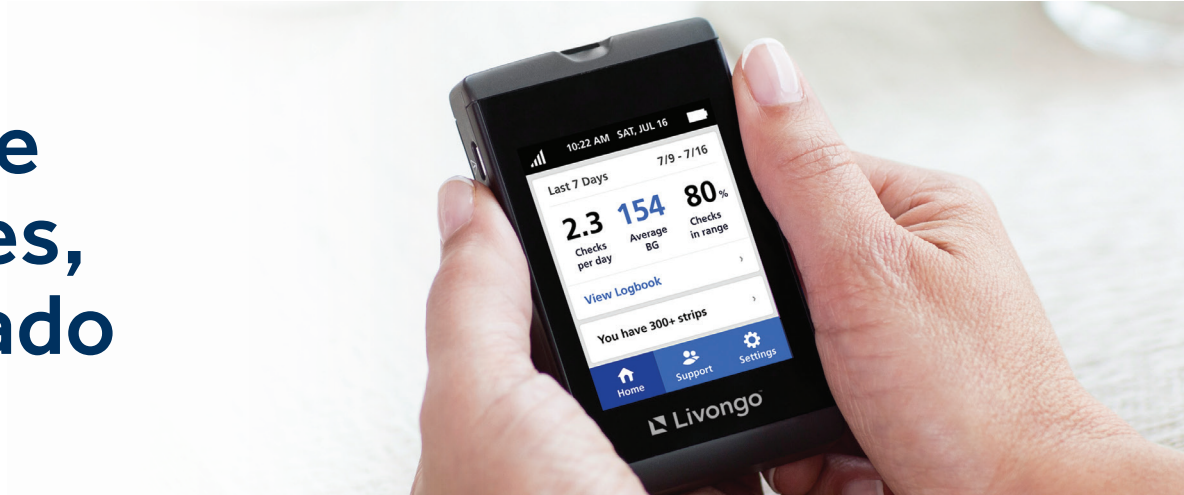 e
es,
ado
10:22 AM SAT, JUL 16
Last 7 Days 7/9 - 7/16
2.3 154 80%
Checks per day Average BG Checks in range
View Logbook
You have 300+ strips
Home Support Settings
Livongo